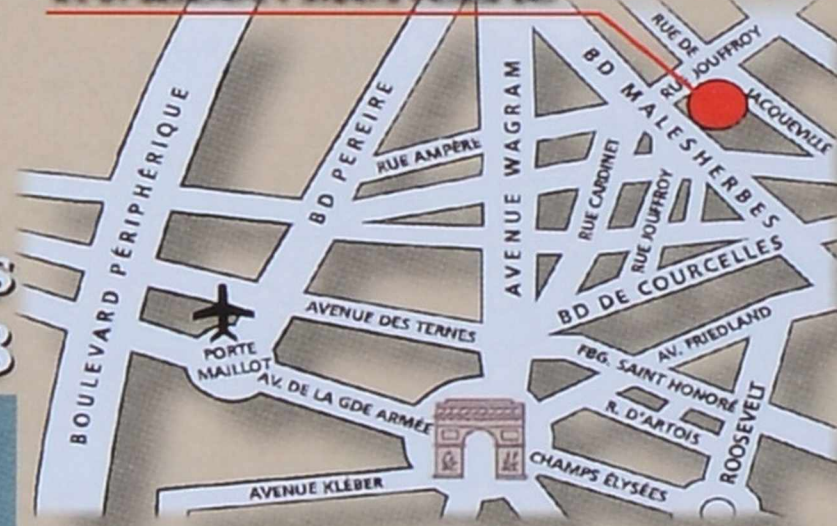 BOULEVARD PÉRIPHÉRIQUE
BD PEREIRE
RUE AMPÈRE
AVENUE WAGRAM
BD MALESHERBES
RUE DE
JACQUEVILLE
RUE JOUFFROY
RUE CARDINET
RUE JOUFFROY
BD DE COURCELLES
AVENUE DES TERNES
PORTE
MAILLOT
AV. DE LA GDE ARMÉE
AV. FRIEDLAND
FBG. SAINT HONORÉ
R. D'ARTOIS
ROOSEVELT
CHAMPS ÉLYSÉES
AVENUE KLÉBER